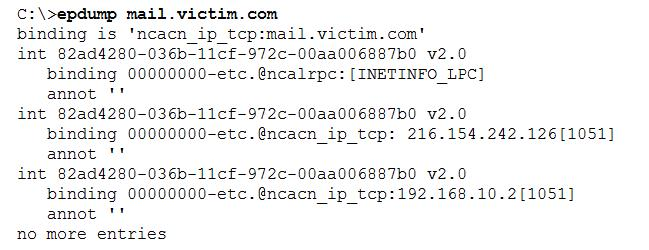 C:\>epdump mail.victim.com
binding is 'ncacn_ip_tcp:mail.victim.com'
int 82ad4280-036b-11cf-972c-00aa006887b0 v2.0
binding 00000000-etc.@ncalrpc:[INETINFO_LPC]
annot ''
int 82ad4280-036b-11cf-972c-00aa006887b0 v2.0
binding 00000000-etc.@ncacn_ip_tcp: 216.154.242.126[1051]
annot ''
int 82ad4280-036b-11cf-972c-00aa006887b0 v2.0
binding 00000000-etc.@ncacn_ip_tcp:192.168.10.2[1051]
annot ''
no more entries